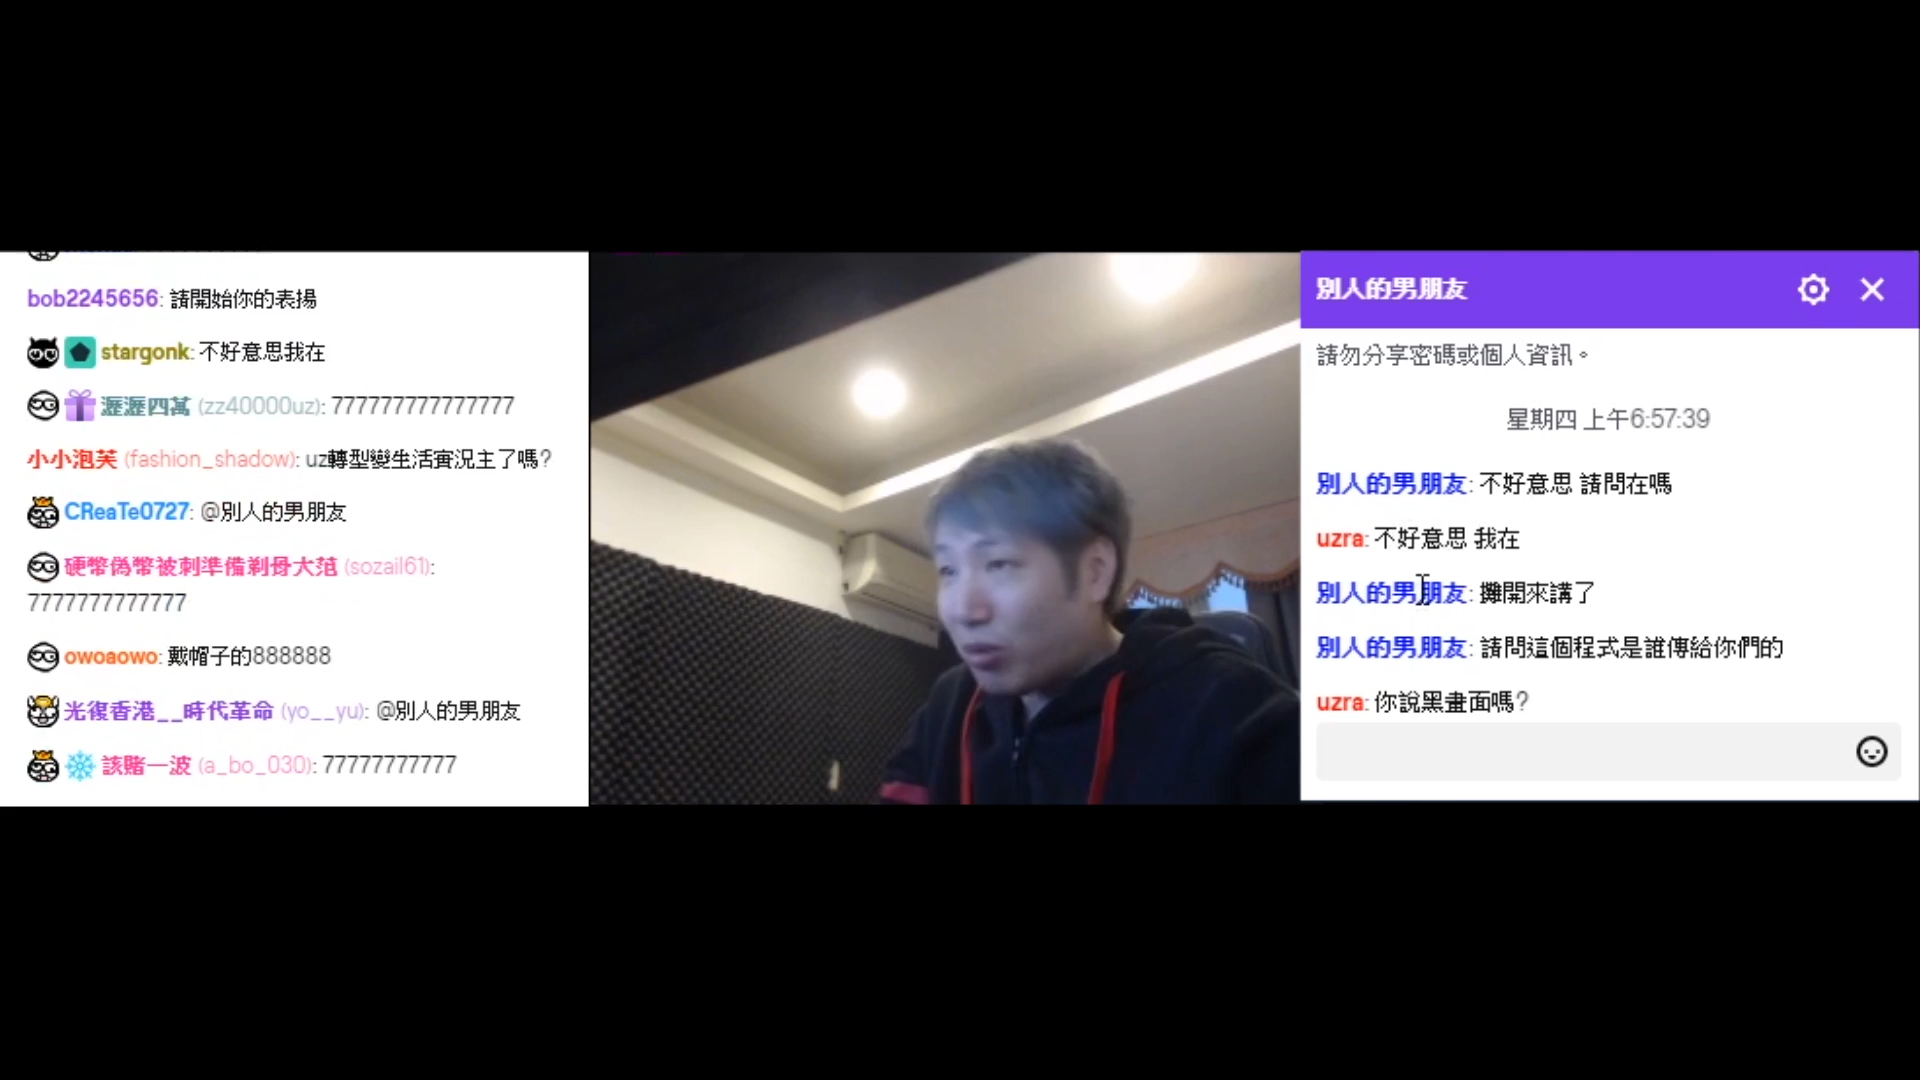 bob2245656: 請開始你的表揚
stargonk: 不好意思我在
瀝瀝四萬 (zz40000uz): 777777777777777
小小泡芙 (fashion_shadow): uz轉型變生活實況主了嗎?
CReaTe0727: @別人的男朋友
硬幣偽幣被刺準備剃毋大范 (sozail61):
7777777777777
owoaowo: 戴帽子的888888
光復香港__時代革命 (yo__yu): @別人的男朋友
該賭一波 (a_bo_030): 77777777777
別人的男朋友
請勿分享密碼或個人資訊。
星期四 上午6:57:39
別人的男朋友: 不好意思 請問在嗎
uzra: 不好意思 我在
別人的男朋友: 攤開來講了
別人的男朋友: 請問這個程式是誰傳給你們的
uzra: 你說黑畫面嗎?